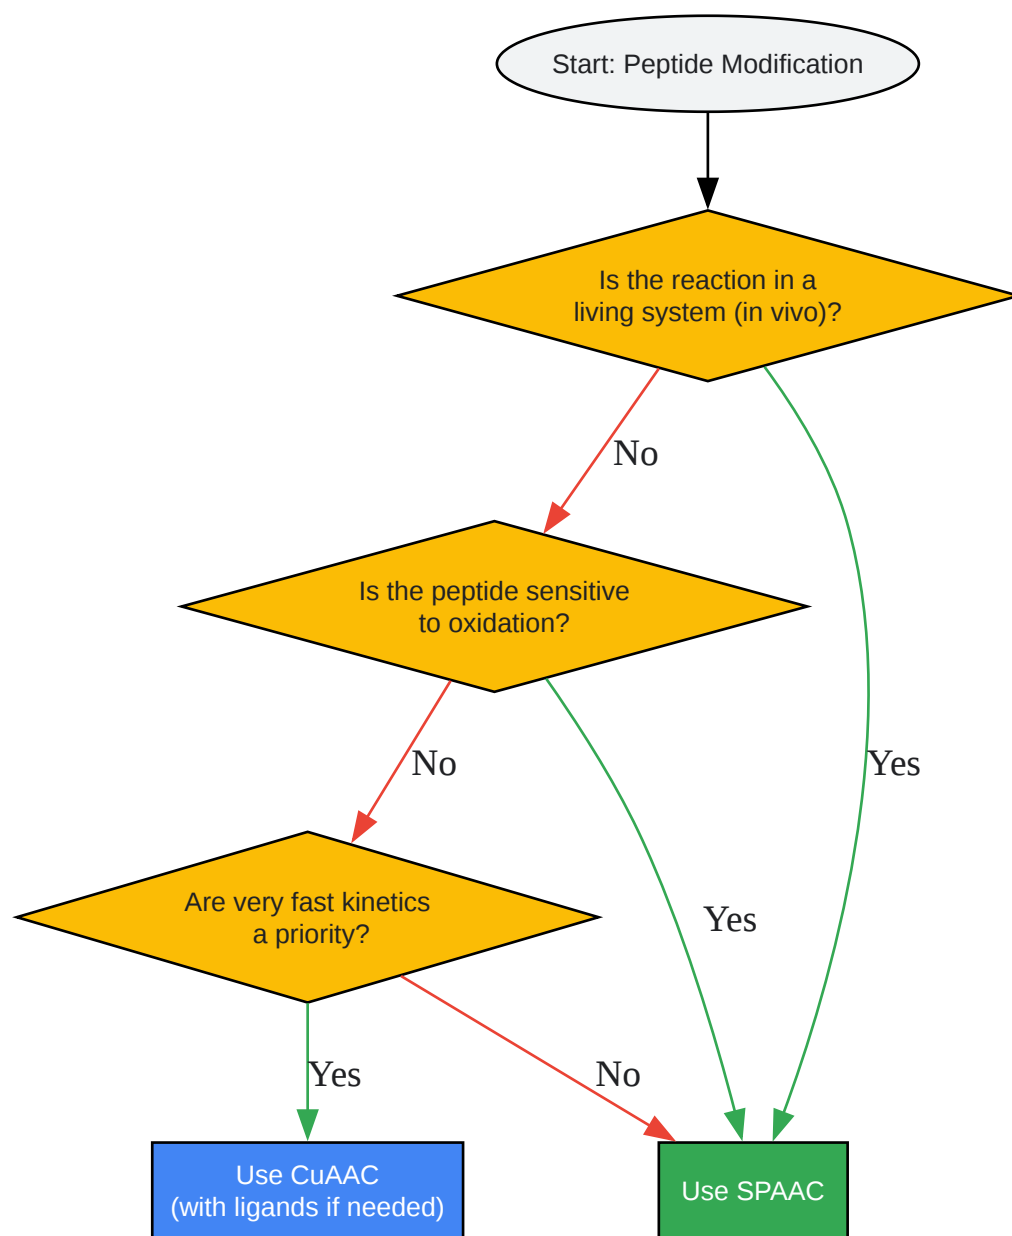 Start: Peptide Modification
Is the reaction in a
living system (in vivo)?
No
Is the peptide sensitive
to oxidation?
No
Yes
Are very fast kinetics
a priority?
Yes
Yes
No
Use CuAAC
(with ligands if needed)
Use SPAAC